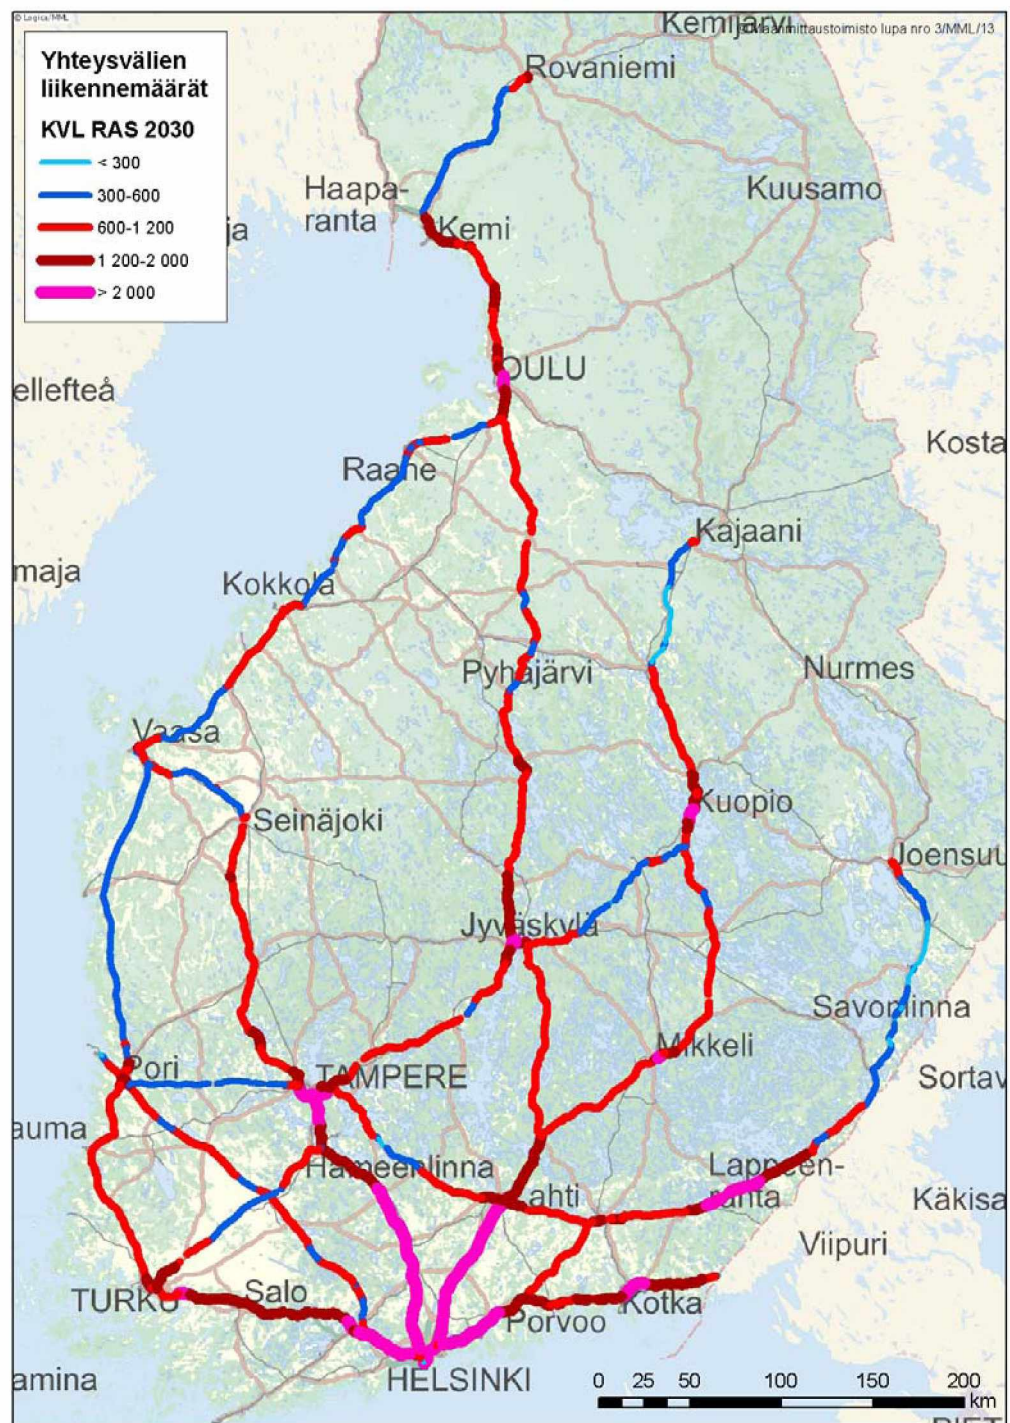 © Logica/MML
Kemijärvi
©Maanmittaustoimisto lupa nro 3/MML/13
Yhteysvälien
liikennemäärät
KVL RAS 2030
< 300
300-600
600-1 200
1 200-2 000
> 2 000
Rovaniemi
Haapa-
ranta
Kuusamo
ja
Kemi
OULU
ellefteå
Kosta
Raahe
Kajaani
maja
Kokkola
Pyhäjärvi
Nurmes
Vaasa
Kuopio
Seinäjoki
Joensuu
Jyväskylä
Savonlinna
Mikkeli
Pori
TAMPERE
Sortav
auma
Hämeenlinna
Lappeen-
ranta
Lahti
Käkisa
Viipuri
Salo
TURKU
Kotka
Porvoo
HELSINKI
amina
0 25 50 100 150 200
km
PIET